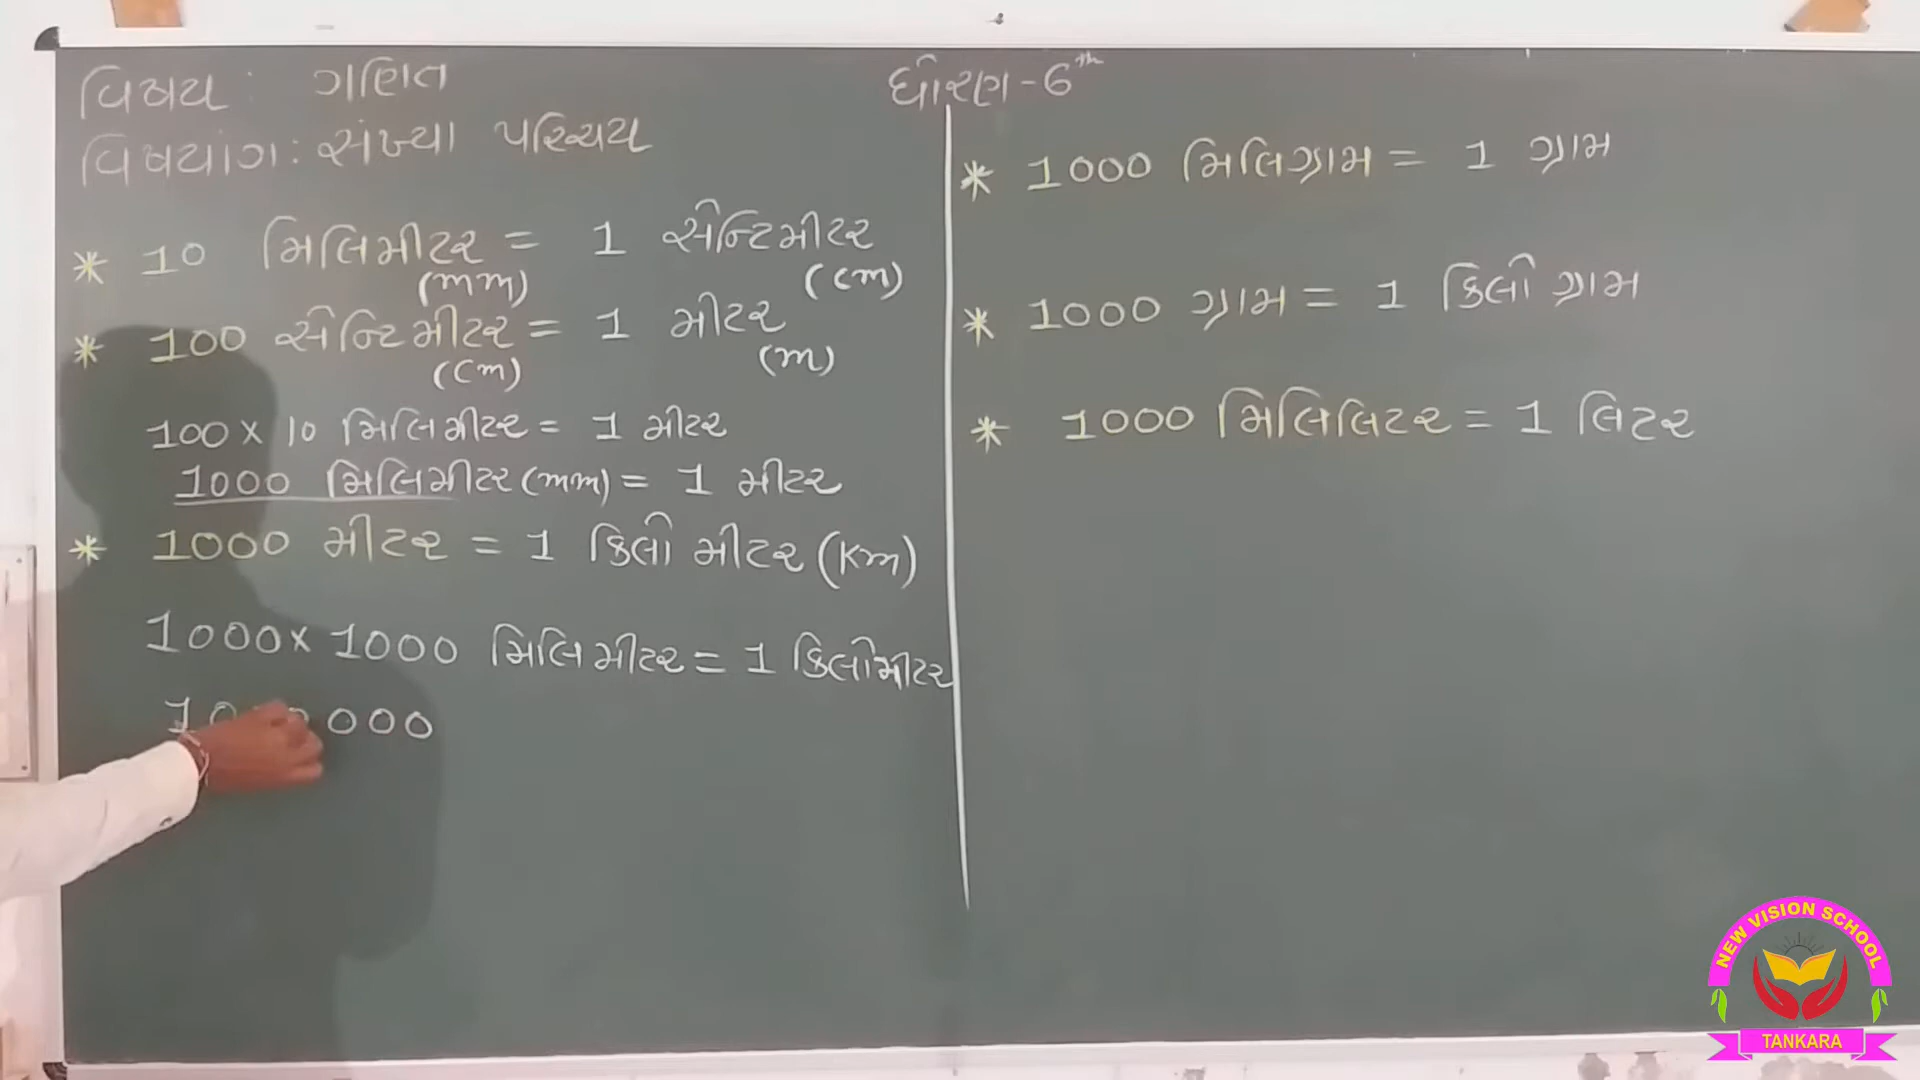 વિષય : ગણિત
ધોરણ - 6th
વિષયાંગ : સંખ્યા પરિચય
* 10 મિલિમીટર = 1 સેન્ટિમીટર
(mm) (cm)
* 100 સેન્ટિમીટર = 1 મીટર
(cm) (m)
100 x 10 મિલિમીટર = 1 મીટર
1000 મિલિમીટર (mm) = 1 મીટર
* 1000 મીટર = 1 કિલો મીટર (Km)
1000 x 1000 મિલિમીટર = 1 કિલોમીટર
* 1000 મિલિગ્રામ = 1 ગ્રામ
* 1000 ગ્રામ = 1 કિલો ગ્રામ
* 1000 મિલિલિટર = 1 લિટર
NEW VISION SCHOOL
TANKARA